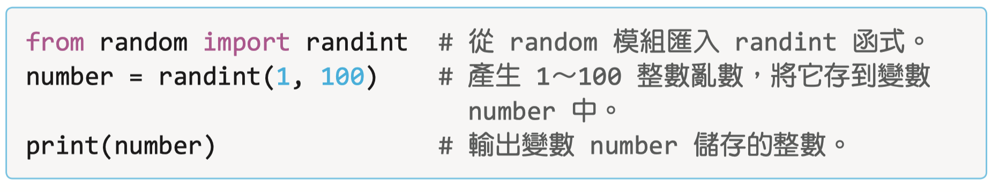 from random import randint  # 從 random 模組匯入 randint 函式。
number = randint(1, 100)    # 產生 1～100 整數亂數，將它存到變數
number 中。
print(number)               # 輸出變數 number 儲存的整數。